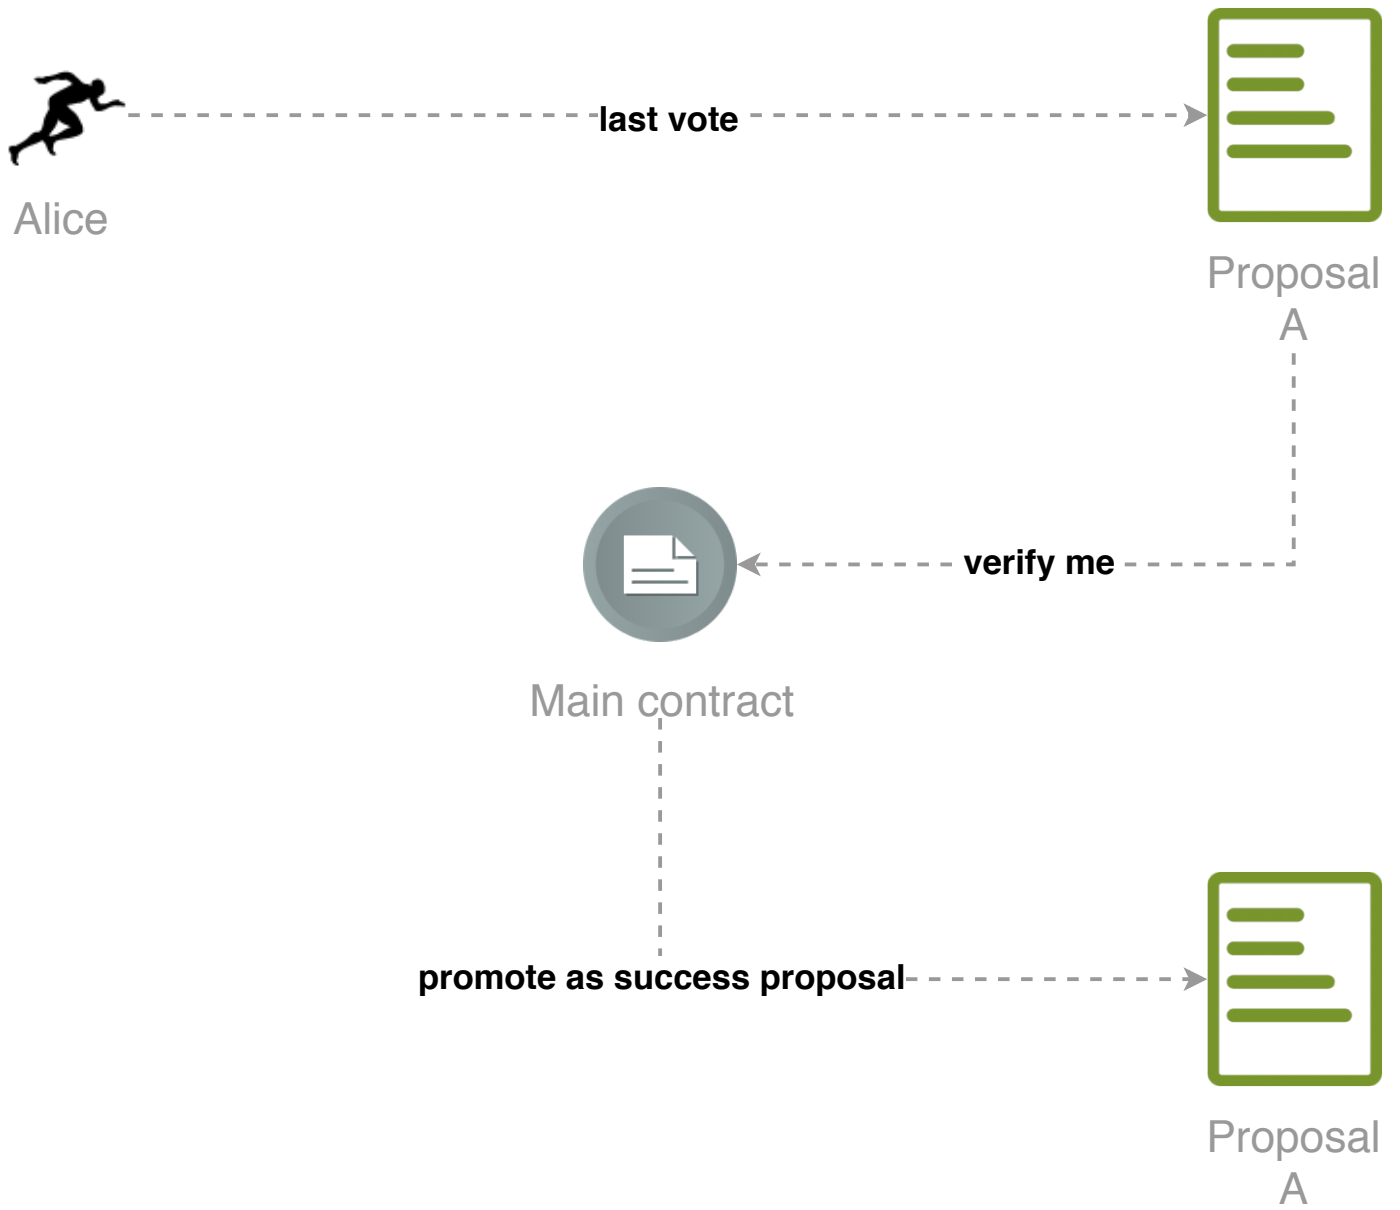 last vote
Alice
Proposal
A
verify me
Main contract
promote as success proposal
Proposal
A